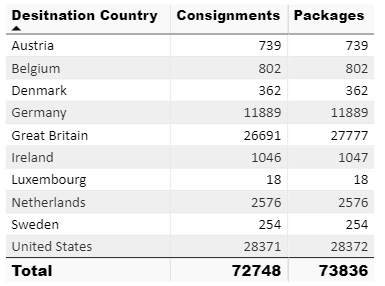 Desitnation Country Consignments Packages
Austria 739 739
Belgium 802 802
Denmark 362 362
Germany 11889 11889
Great Britain 26691 27777
Ireland 1046 1047
Luxembourg 18 18
Netherlands 2576 2576
Sweden 254 254
United States 28371 28372
Total 72748 73836